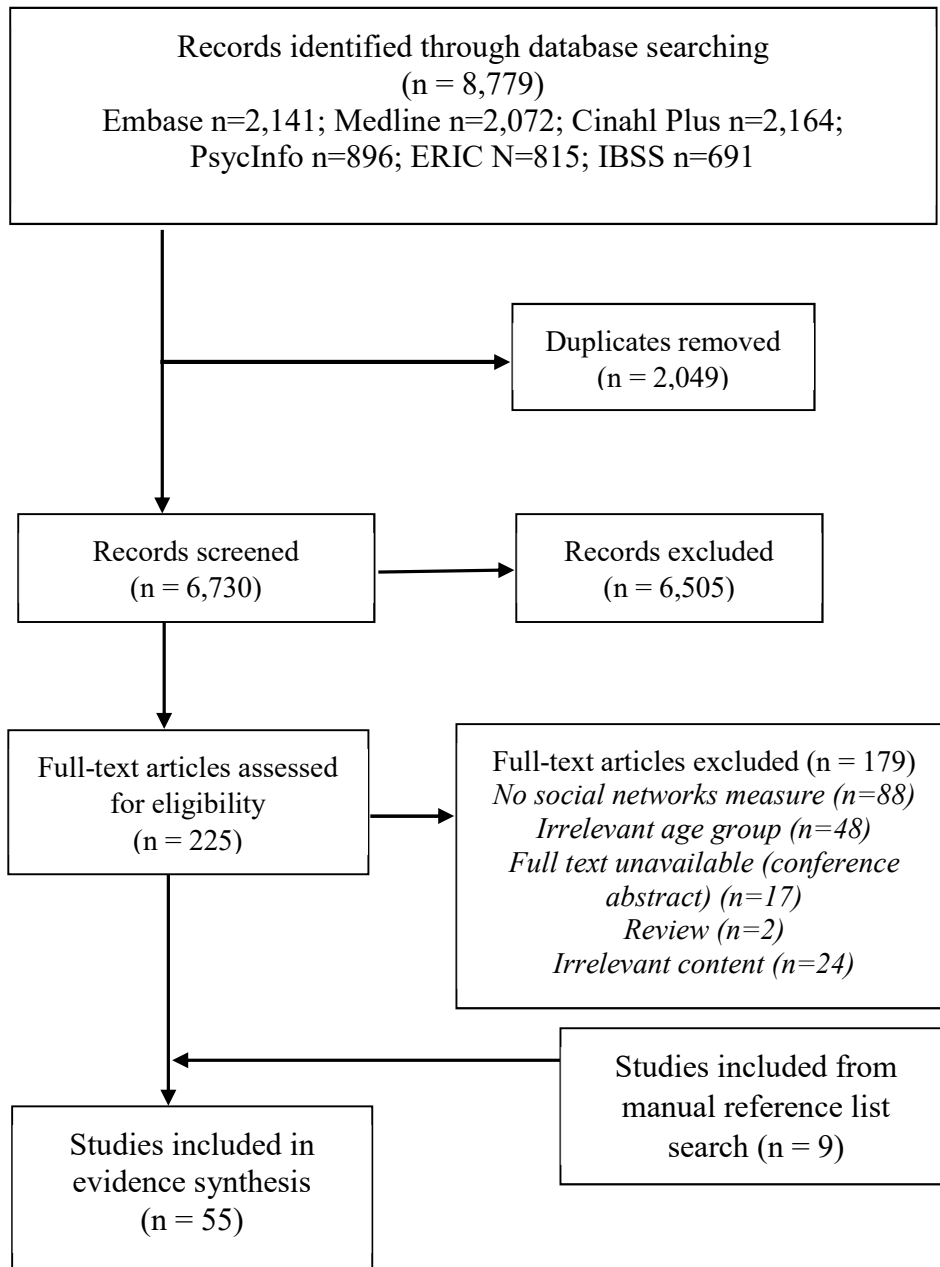 Records identified through database searching
(n = 8,779)
Embase n=2,141; Medline n=2,072; Cinahl Plus n=2,164;
PsycInfo n=896; ERIC N=815; IBSS n=691
Duplicates removed
(n = 2,049)
Records screened
(n = 6,730)
Records excluded
(n = 6,505)
Full-text articles assessed
for eligibility
(n = 225)
Full-text articles excluded (n = 179)
No social networks measure (n=88)
Irrelevant age group (n=48)
Full text unavailable (conference
abstract) (n=17)
Review (n=2)
Irrelevant content (n=24)
Studies included from
manual reference list
search (n = 9)
Studies included in
evidence synthesis
(n = 55)